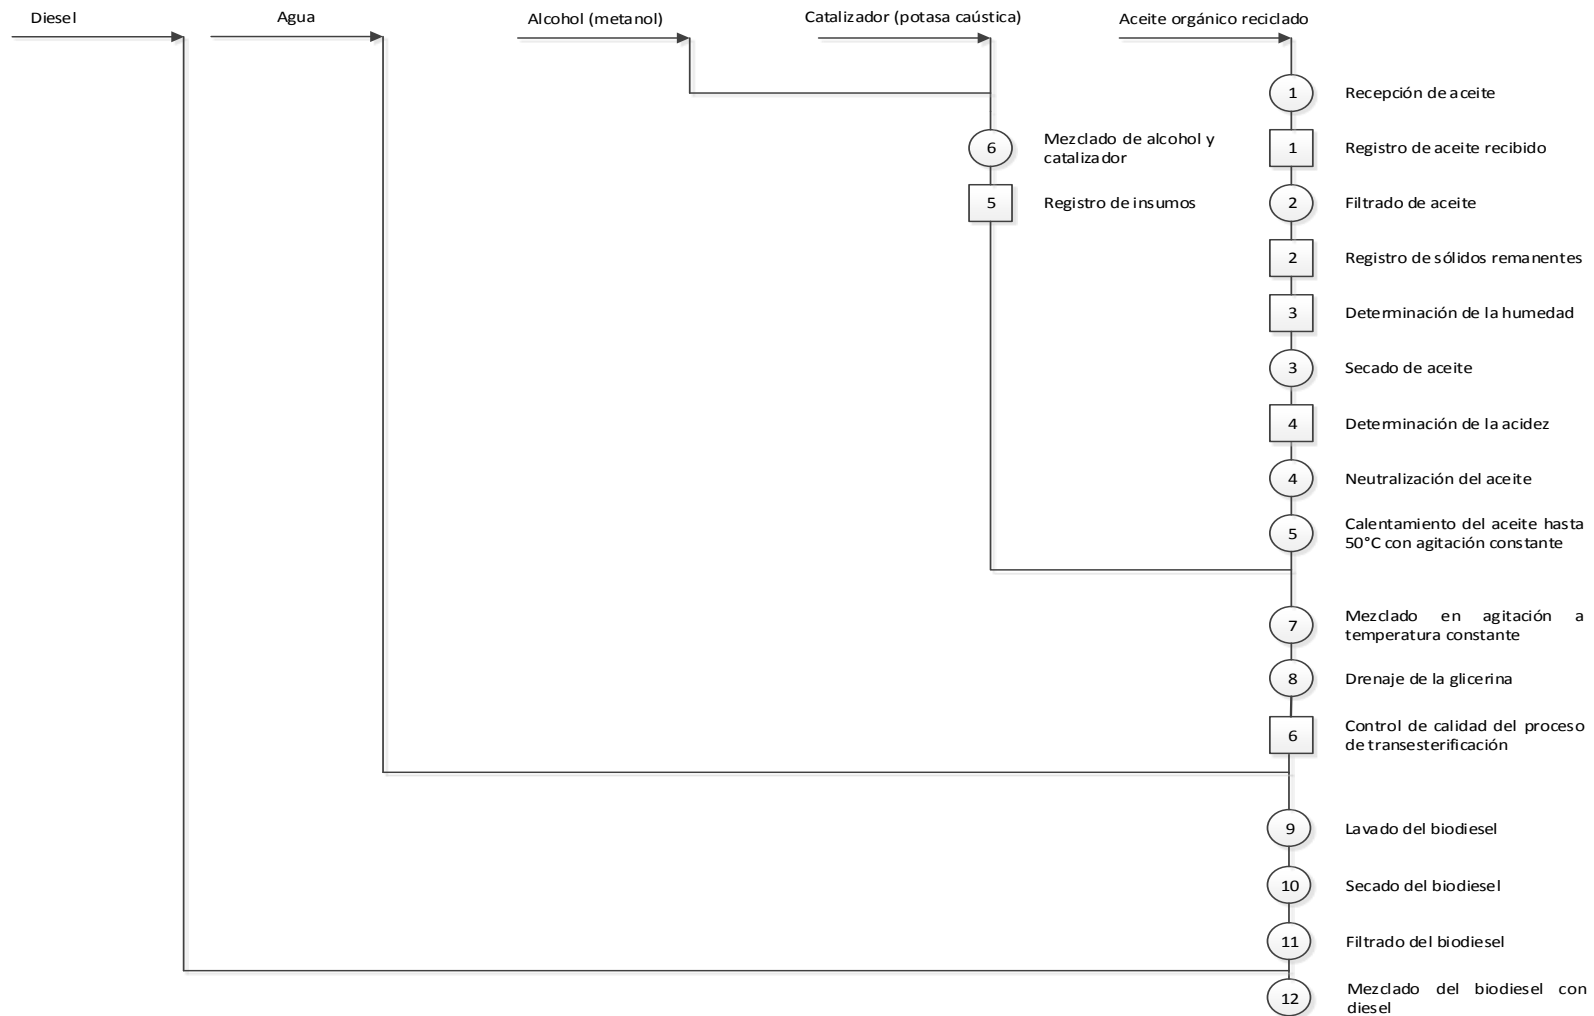 Diesel
Agua
Alcohol (metanol)
Catalizador (potasa caústica)
Aceite orgánico reciclado
1
Recepción de aceite
6
Mezclado de alcohol y
catalizador
1
Registro de aceite recibido
5
Registro de insumos
2
Filtrado de aceite
2
Registro de sólidos remanentes
3
Determinación de la humedad
3
Secado de aceite
4
Determinación de la acidez
4
Neutralización del aceite
5
Calentamiento del aceite hasta
50°C con agitación constante
7
Mezclado en agitación a
temperatura constante
8
Drenaje de la glicerina
6
Control de calidad del proceso
de transesterificación
9
Lavado del biodiesel
10
Secado del biodiesel
11
Filtrado del biodiesel
12
Mezclado del biodiesel con
diesel